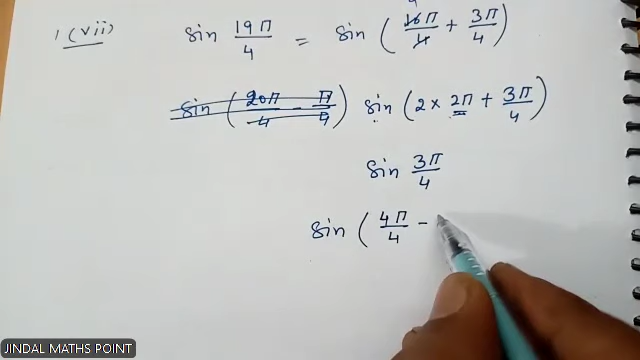 1(vii) sin 19π/4 = sin ( 16π/4 + 3π/4 )
sin ( 20π/4 - π/4 ) sin ( 2 × 2π + 3π/4 )
sin 3π/4
sin ( 4π/4 -
JINDAL MATHS POINT